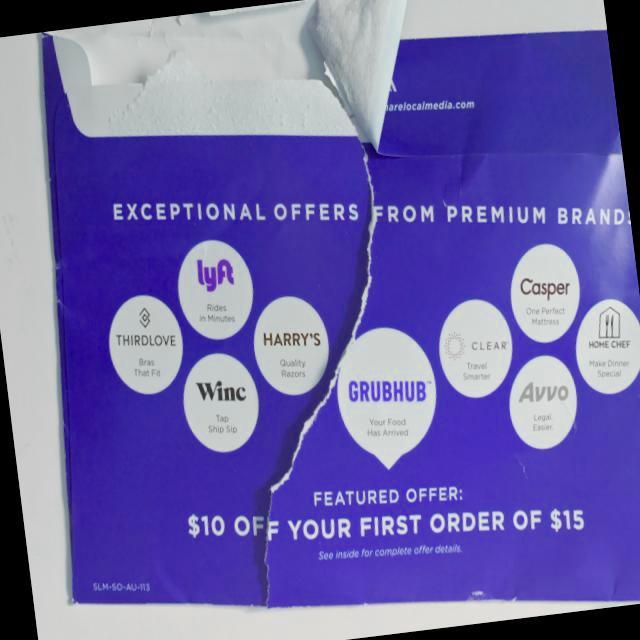 arelocalmedia.com
EXCEPTIONAL OFFERS FROM PREMIUM BRANDS
lyft
Rides
in Minutes
THIRDLOVE
Bras
That Fit
HARRY'S
Quality
Razors
Winc
Tap
Ship Sip
GRUBHUB™
Your Food
Has Arrived
CLEAR
Travel
Smarter
Casper
One Perfect
Mattress
HOME CHEF
Make Dinner
Special
Avvo
Legal.
Easier.
FEATURED OFFER:
$10 OFF YOUR FIRST ORDER OF $15
See inside for complete offer details.
SLM-SO-AU-113